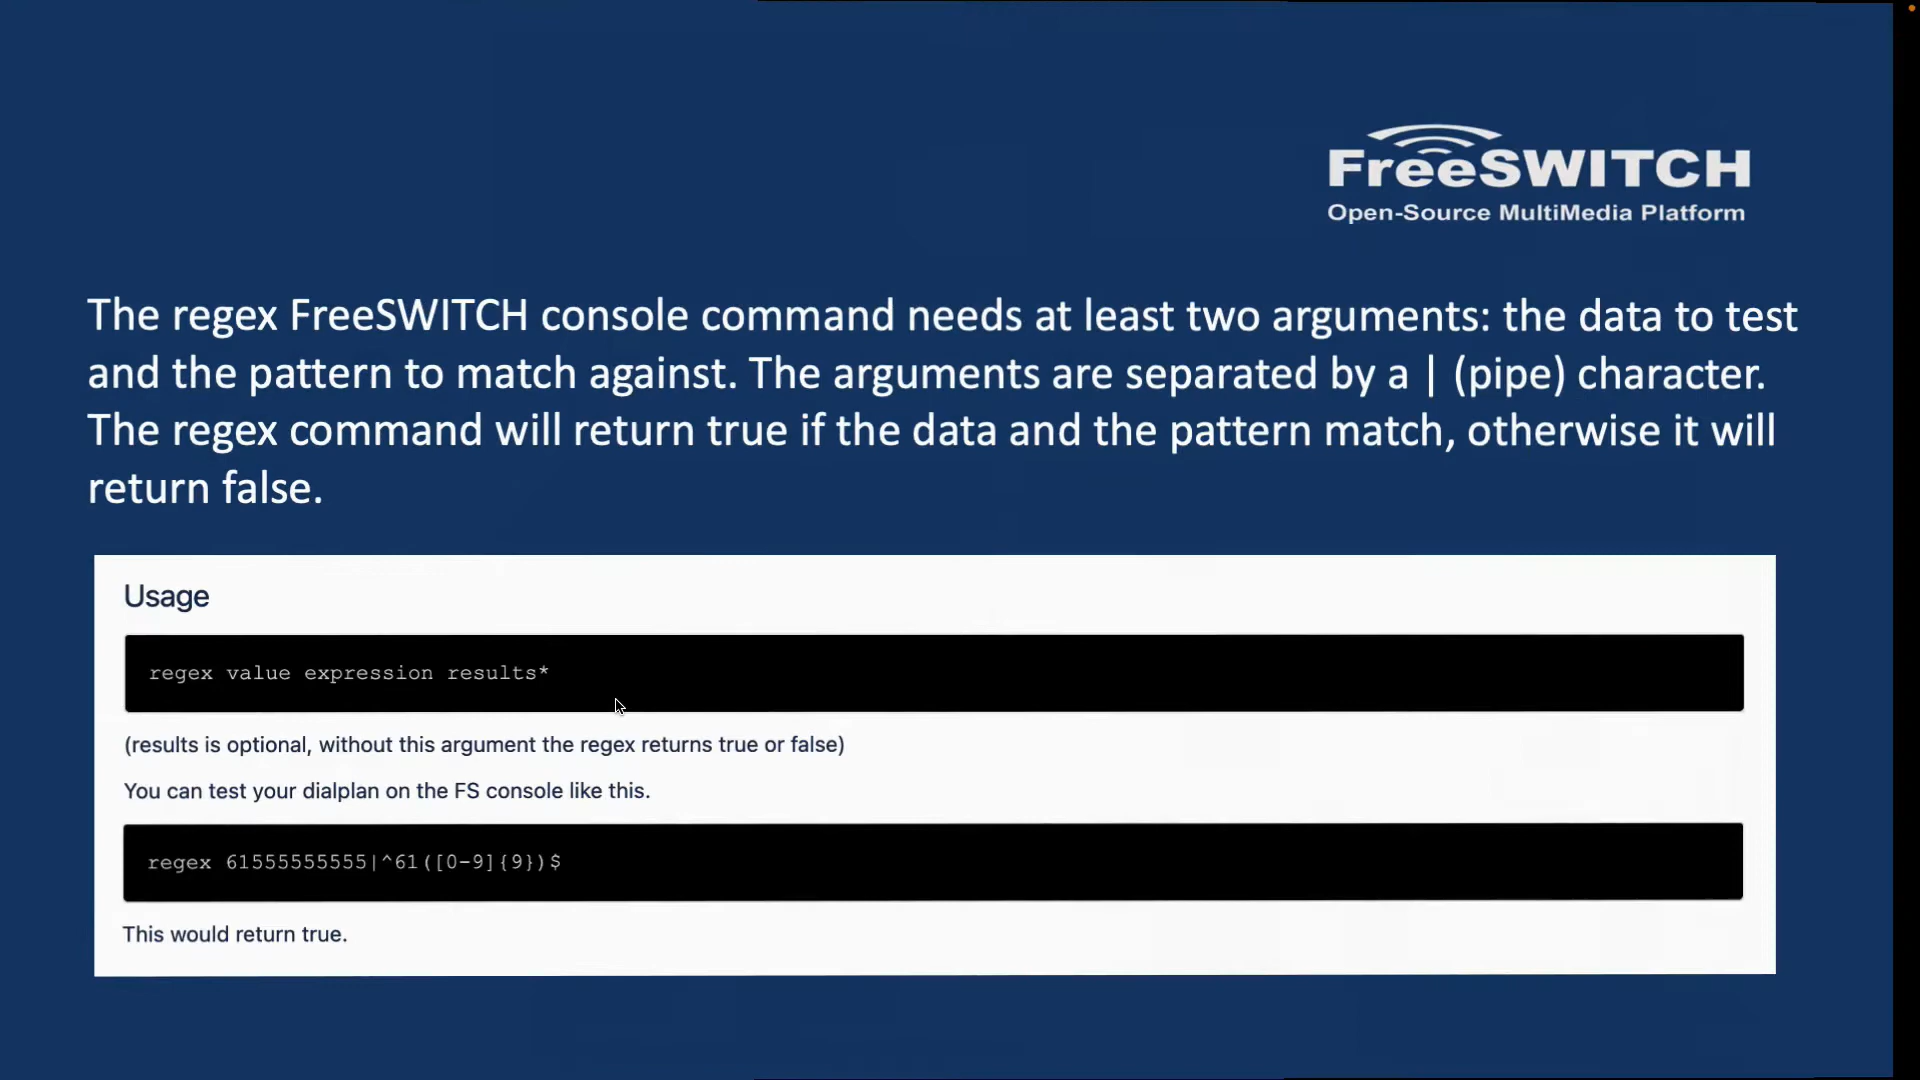 FreeSWITCH
Open-Source MultiMedia Platform
The regex FreeSWITCH console command needs at least two arguments: the data to test
and the pattern to match against. The arguments are separated by a | (pipe) character.
The regex command will return true if the data and the pattern match, otherwise it will
return false.
Usage
regex value expression results*
(results is optional, without this argument the regex returns true or false)
You can test your dialplan on the FS console like this.
regex 61555555555|^61([0-9]{9})$
This would return true.